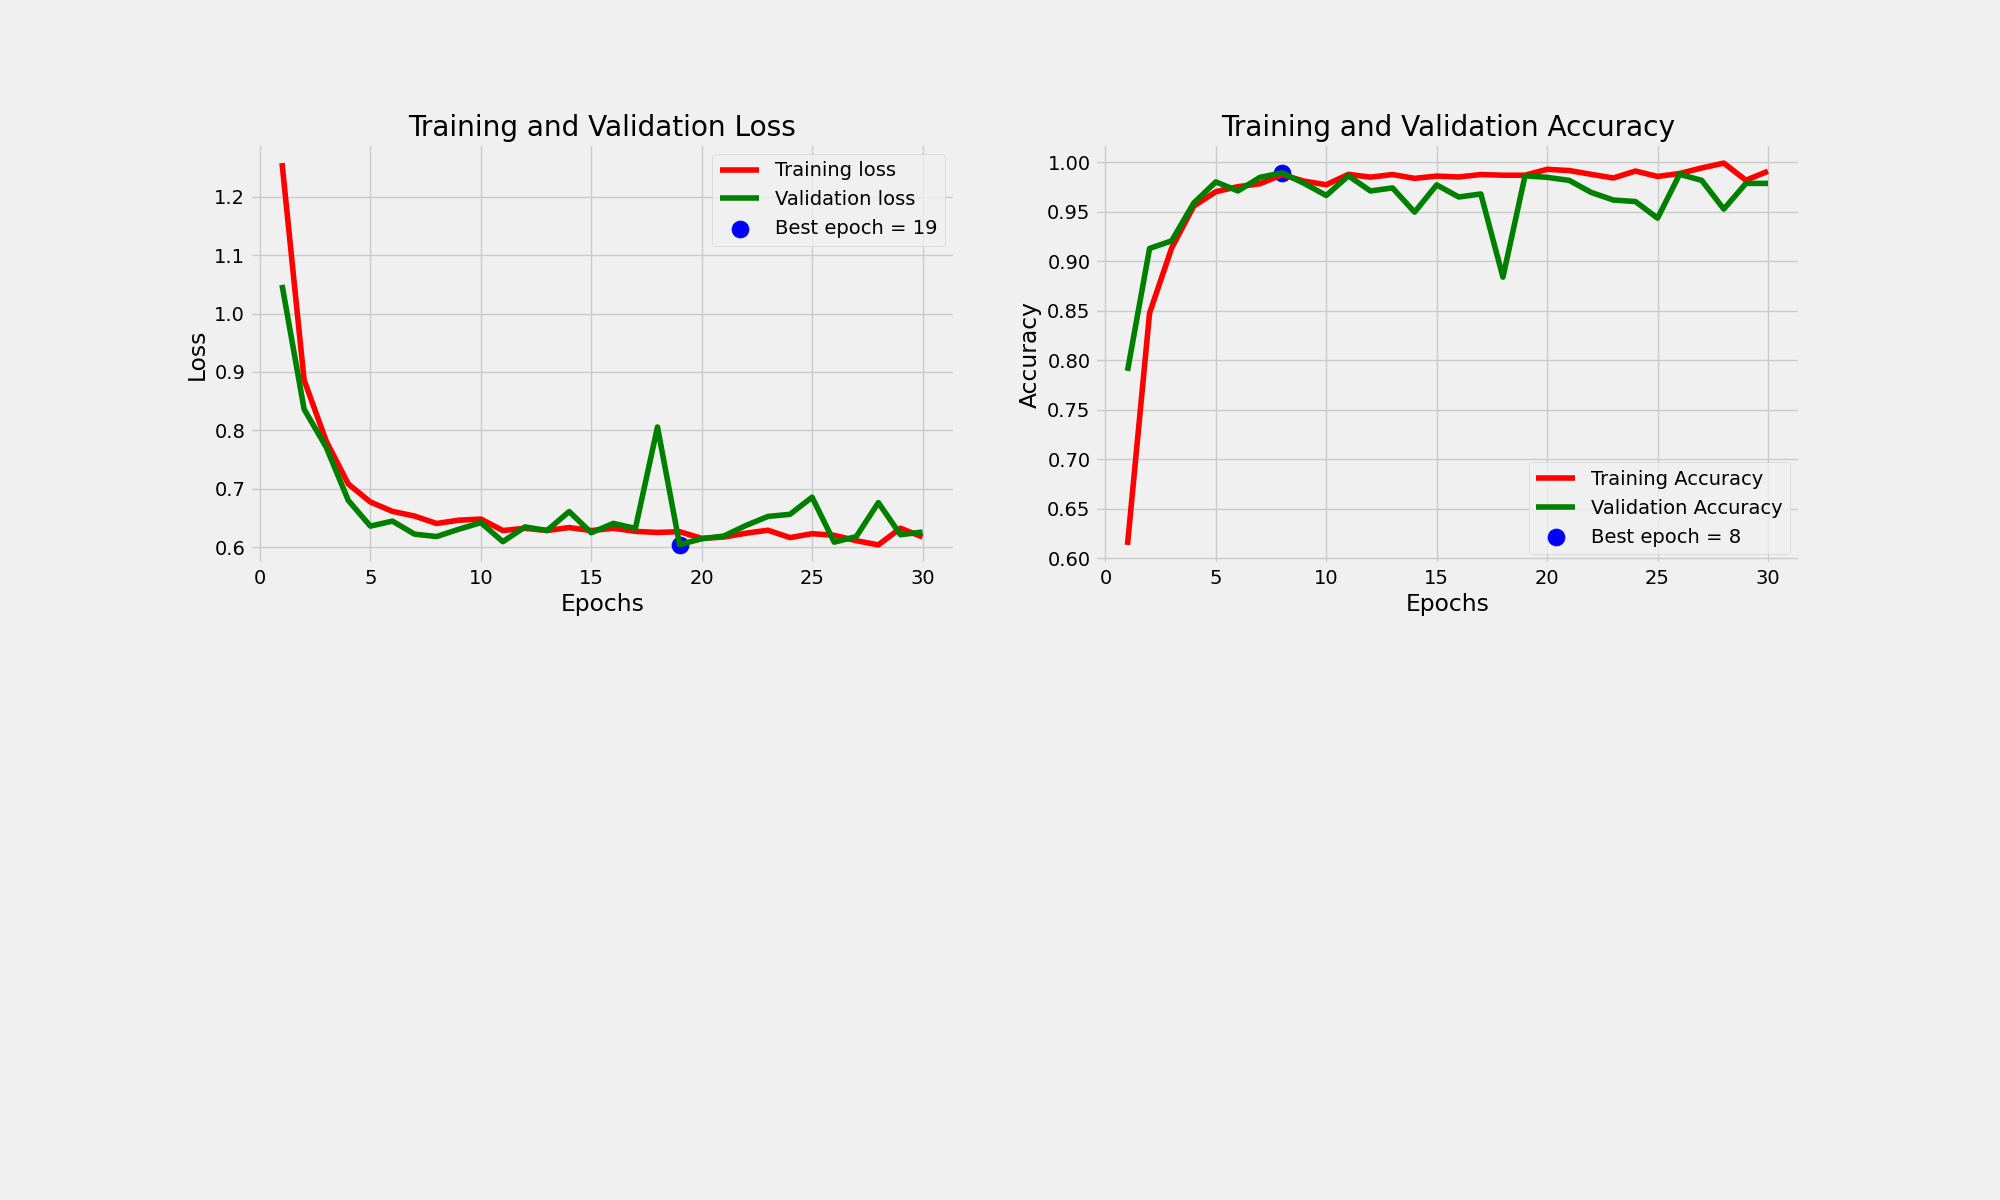 Training and Validation Loss
Training loss
Validation loss
Best epoch = 19
1.2
1.1
1.0
0.9
0.8
0.7
0.6
Loss
0 5 10 15 20 25 30
Epochs
Training and Validation Accuracy
1.00
0.95
0.90
0.85
0.80
0.75
0.70
0.65
0.60
Accuracy
Training Accuracy
Validation Accuracy
Best epoch = 8
0 5 10 15 20 25 30
Epochs